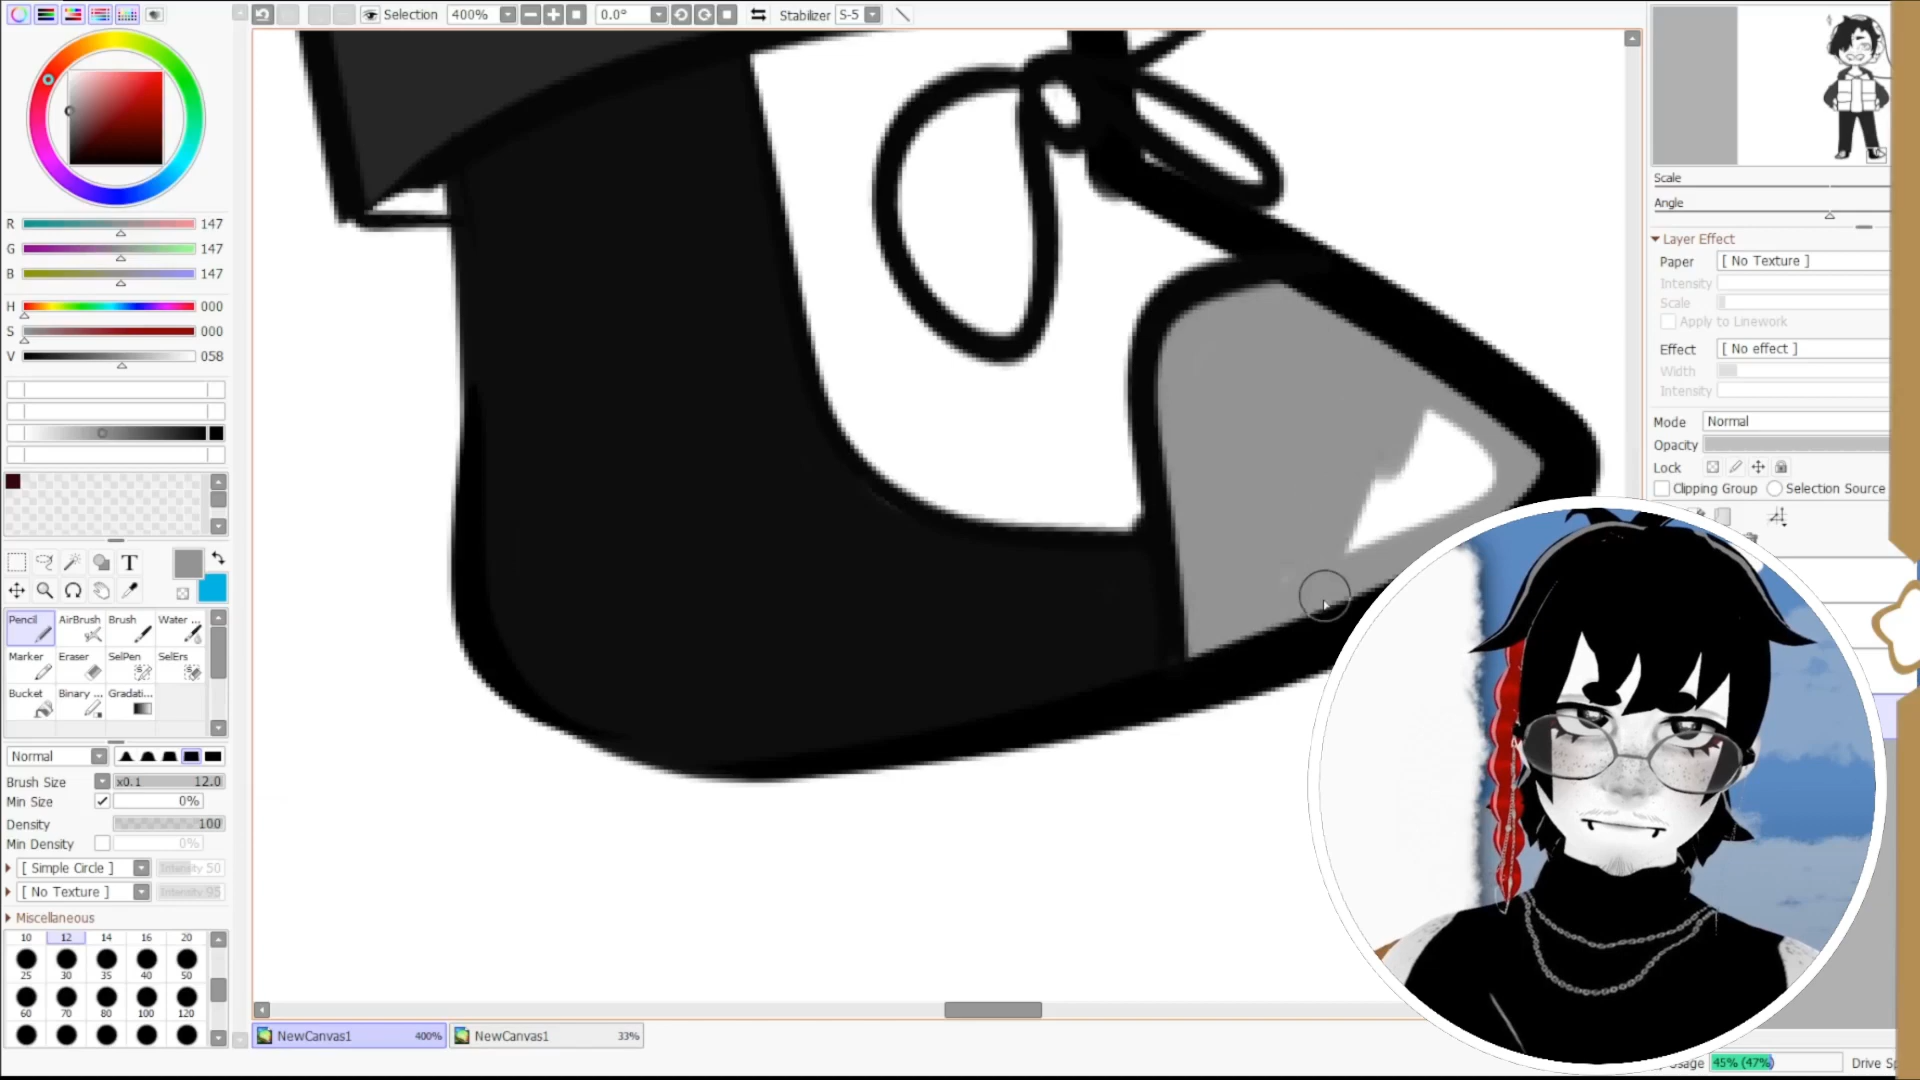 Selection 400% 0.0° Stabilizer S-5
R 147
G 147
B 147
H 000
S 000
V 058
T
Pencil AirBrush Brush Water ...
Marker Eraser SelPen SelErs
Bucket Binary ... Gradati...
Normal
Brush Size x0.1 12.0
Min Size 0%
Density 100
Min Density 0%
[ Simple Circle ] Intensity 50
[ No Texture ] Intensity 95
Miscellaneous
10 12 14 16 20
25 30 35 40 50
60 70 80 100 120
NewCanvas1 400% NewCanvas1 33%
Scale
Angle
Layer Effect
Paper [ No Texture ]
Intensity
Scale
Apply to Linework
Effect [ No effect ]
Width
Intensity
Mode Normal
Opacity
Lock
Clipping Group Selection Source
45% (47%)